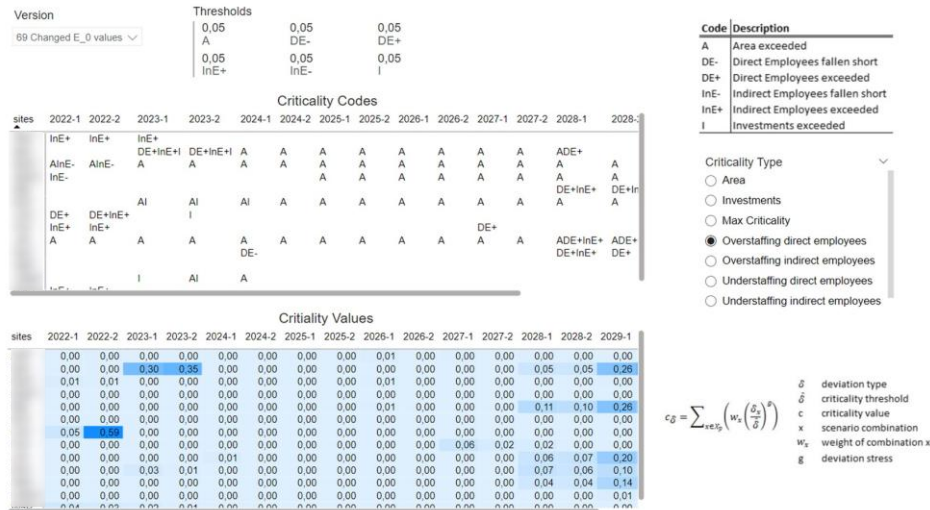 Version
69 Changed E_0 values
Thresholds
0,05 0,05 0,05
A DE- DE+
0,05 0,05 0,05
InE+ InE- I
Code Description
A Area exceeded
DE- Direct Employees fallen short
DE+ Direct Employees exceeded
InE- Indirect Employees fallen short
InE+ Indirect Employees exceeded
I Investments exceeded
Criticality Codes
sites 2022-1 2022-2 2023-1 2023-2 2024-1 2024-2 2025-1 2025-2 2026-1 2026-2 2027-1 2027-2 2028-1 2028-
InE+ InE+ InE+
DE+InE+I DE+InE+I A A A A A A A A ADE+
AInE- AInE- A A A A A A A A A A A A
InE- A A A A A A A A
DE+InE+ DE+In
AI AI AI A A A A A A A A A
DE+ DE+InE+ I
InE+ InE+ DE+
A A A A A A A A A A A A ADE+InE+ ADE+
DE- DE+InE+ DE+
I AI A
Criticality Type
Area
Investments
Max Criticality
Overstaffing direct employees
Overstaffing indirect employees
Understaffing direct employees
Understaffing indirect employees
Critiality Values
sites 2022-1 2022-2 2023-1 2023-2 2024-1 2024-2 2025-1 2025-2 2026-1 2026-2 2027-1 2027-2 2028-1 2028-2 2029-1
0,00 0,00 0,00 0,00 0,00 0,00 0,00 0,00 0,01 0,00 0,00 0,00 0,00 0,00 0,00
0,00 0,00 0,30 0,35 0,00 0,00 0,00 0,00 0,00 0,00 0,00 0,00 0,05 0,05 0,26
0,01 0,01 0,00 0,00 0,00 0,00 0,00 0,00 0,01 0,00 0,00 0,00 0,00 0,00 0,00
0,00 0,00 0,00 0,00 0,00 0,00 0,00 0,00 0,00 0,00 0,00 0,00 0,00 0,00 0,00
0,00 0,00 0,00 0,00 0,00 0,00 0,00 0,00 0,01 0,00 0,00 0,00 0,11 0,10 0,26
0,00 0,00 0,00 0,00 0,00 0,00 0,00 0,00 0,00 0,00 0,00 0,00 0,00 0,00 0,00
0,05 0,59 0,00 0,00 0,00 0,00 0,00 0,00 0,00 0,00 0,00 0,00 0,00 0,00 0,00
0,00 0,00 0,00 0,00 0,00 0,00 0,00 0,00 0,00 0,00 0,06 0,02 0,02 0,00 0,00
0,00 0,00 0,00 0,00 0,01 0,00 0,00 0,00 0,00 0,00 0,00 0,00 0,06 0,07 0,20
0,00 0,00 0,03 0,01 0,00 0,00 0,00 0,00 0,00 0,00 0,00 0,00 0,07 0,06 0,10
0,00 0,00 0,00 0,00 0,00 0,00 0,00 0,00 0,00 0,00 0,00 0,00 0,04 0,04 0,14
0,00 0,00 0,00 0,00 0,00 0,00 0,00 0,00 0,00 0,00 0,00 0,00 0,00 0,00 0,01
δ deviation type
δ̂ criticality threshold
c criticality value
x scenario combination
wₓ weight of combination x
g deviation stress